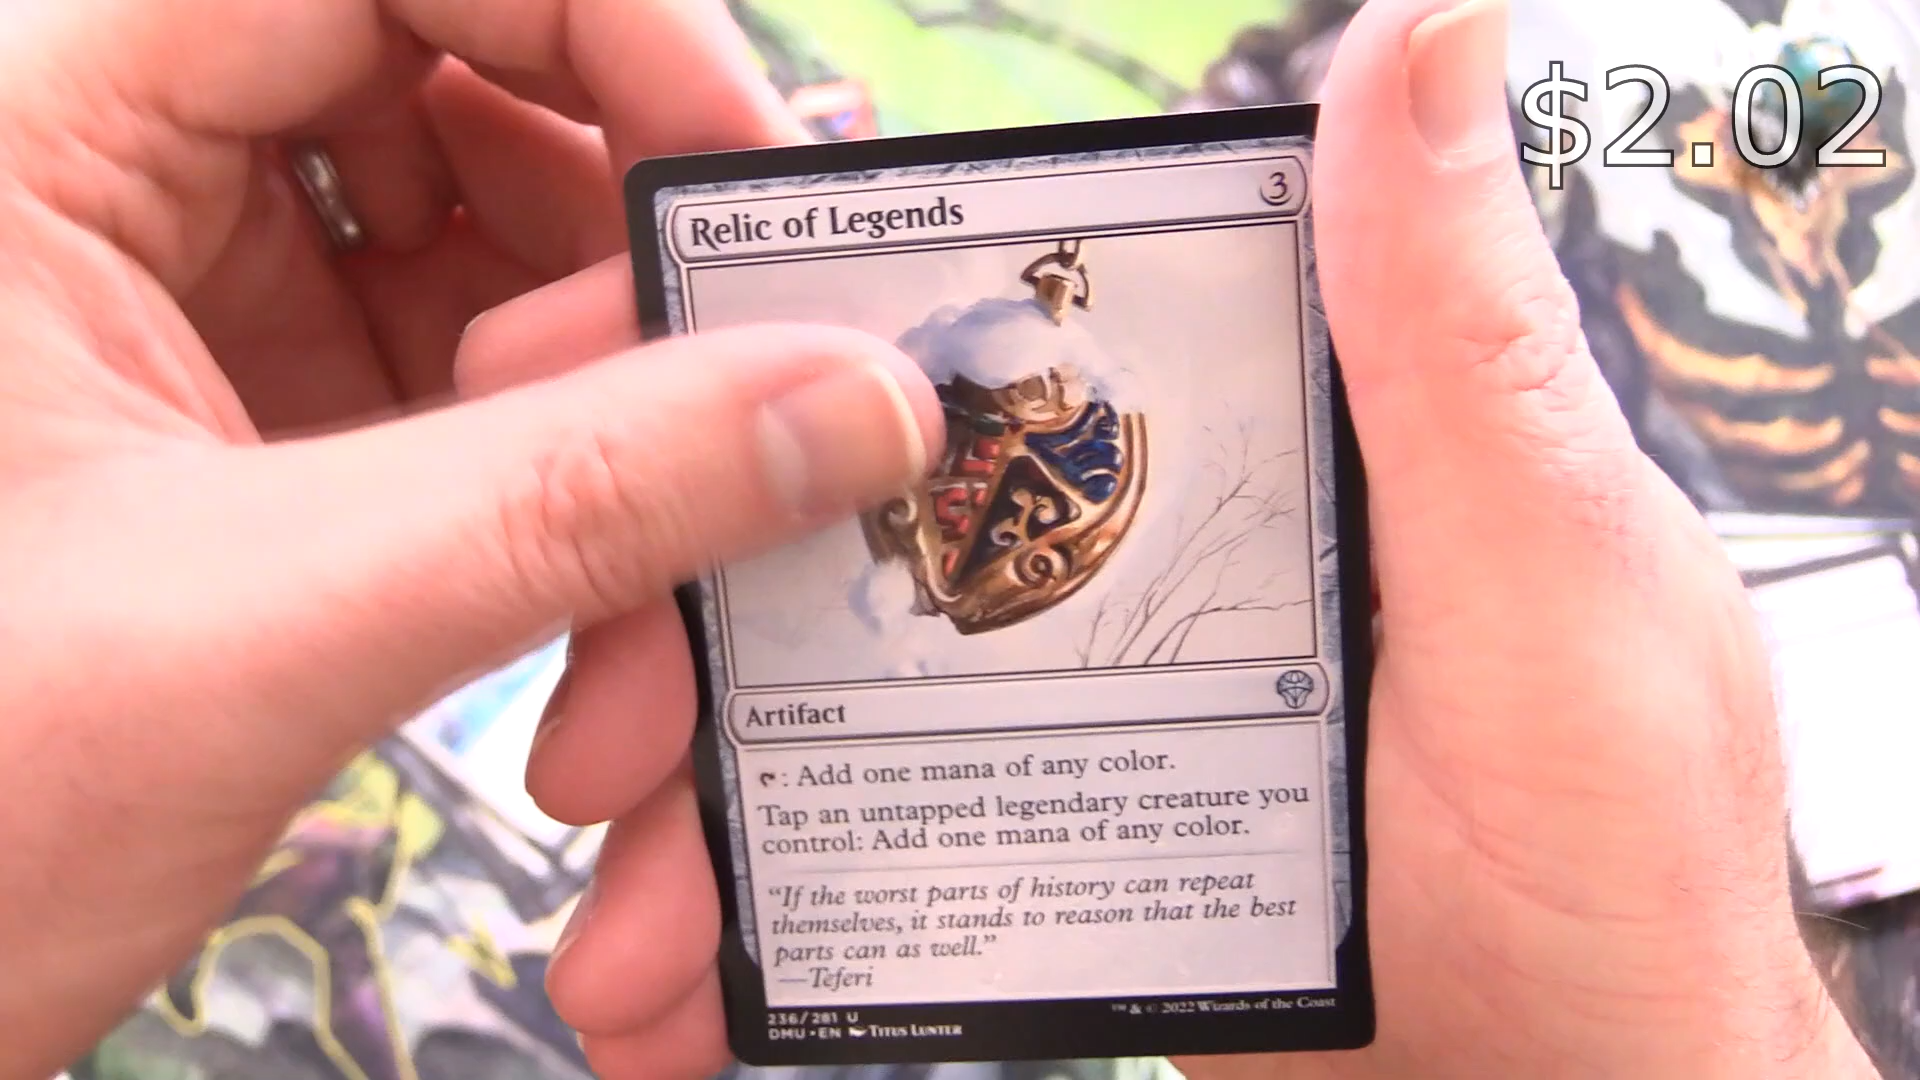 $2.02
Relic of Legends 3
Artifact
: Add one mana of any color.
Tap an untapped legendary creature you
control: Add one mana of any color.
“If the worst parts of history can repeat
themselves, it stands to reason that the best
parts can as well.”
—Teferi
236/281 U
DMU • EN Titus Lunter
™ & © 2022 Wizards of the Coast